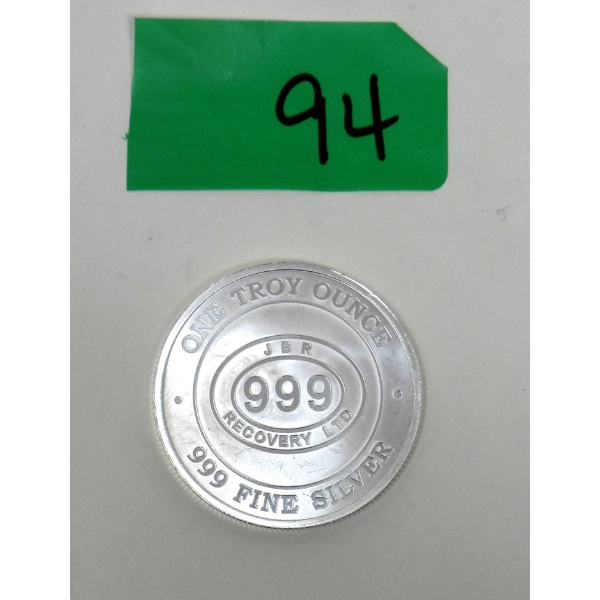 94
ONE TROY OUNCE
JBR
999
RECOVERY LTD
999 FINE SILVER